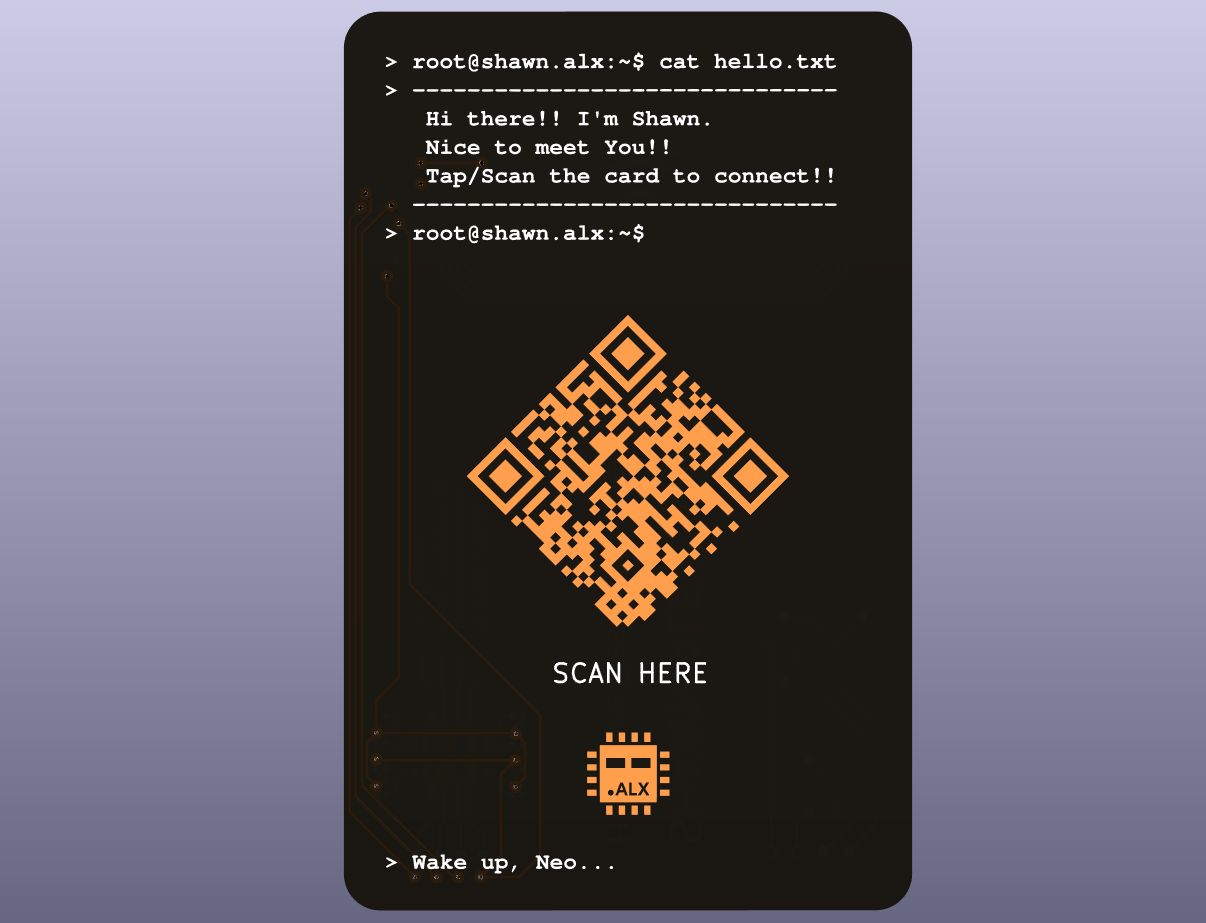 > root@shawn.alx:~$ cat hello.txt
> -------------------------------
Hi there!! I'm Shawn.
Nice to meet You!!
Tap/Scan the card to connect!!
-------------------------------
> root@shawn.alx:~$
SCAN HERE
.ALX
> Wake up, Neo...